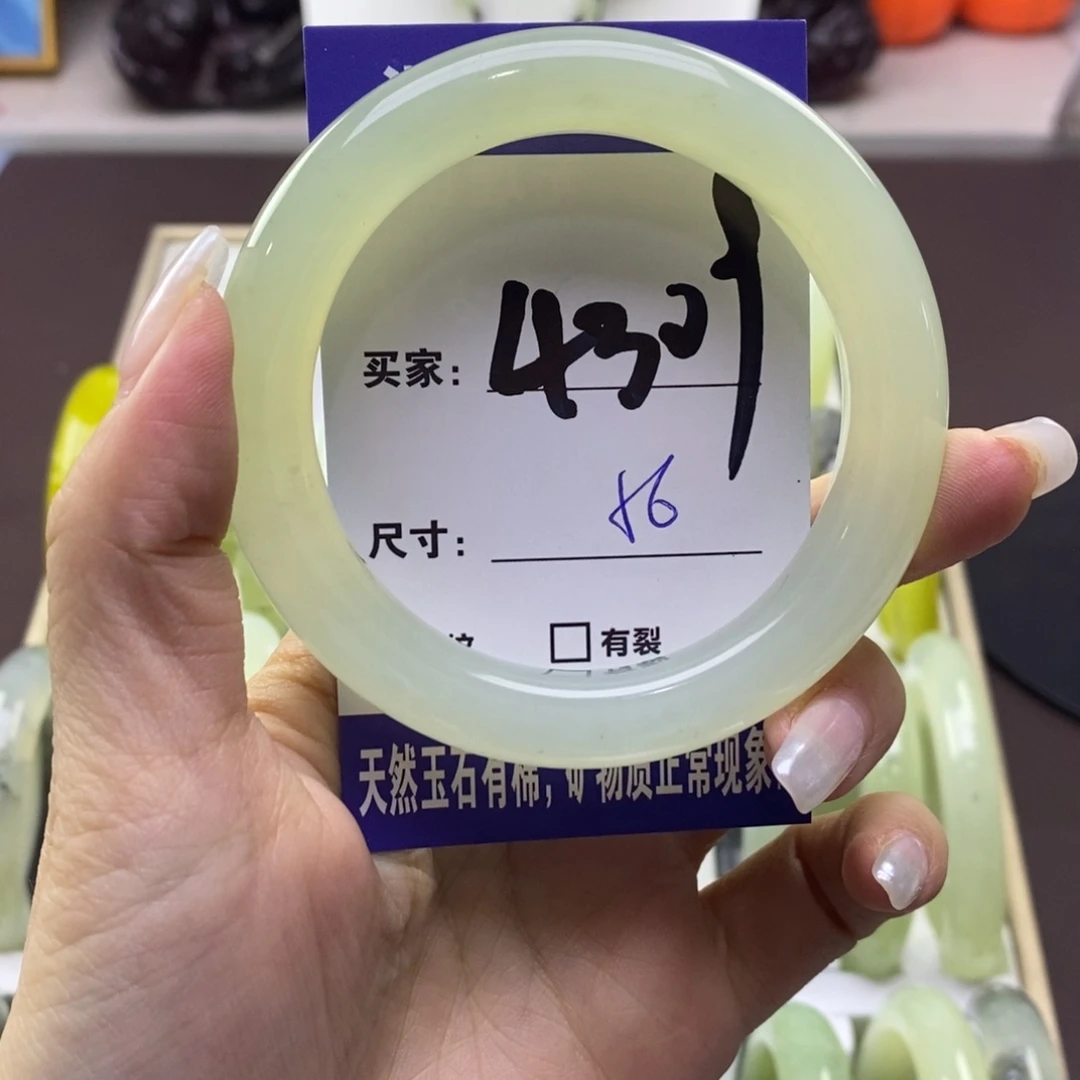 买家：
尺寸： 56
有裂
天然玉石有棉，矿物质正常现象